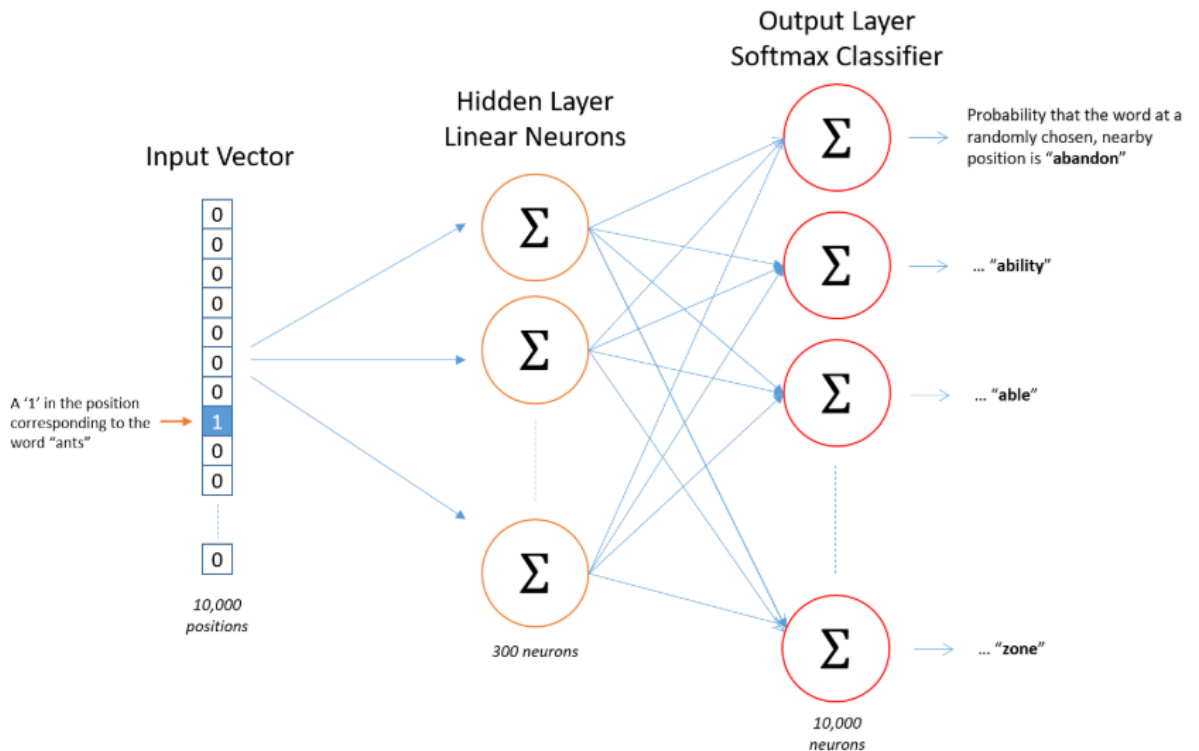 Output Layer
Softmax Classifier
Hidden Layer
Linear Neurons
Input Vector
0
0
0
0
0
0
0
1
0
0
0
A ‘1’ in the position
corresponding to the
word “ants”
10,000
positions
Σ
Σ
Σ
300 neurons
Σ
Σ
Σ
Σ
10,000
neurons
Probability that the word at a
randomly chosen, nearby
position is “abandon”
... “ability”
... “able”
... “zone”